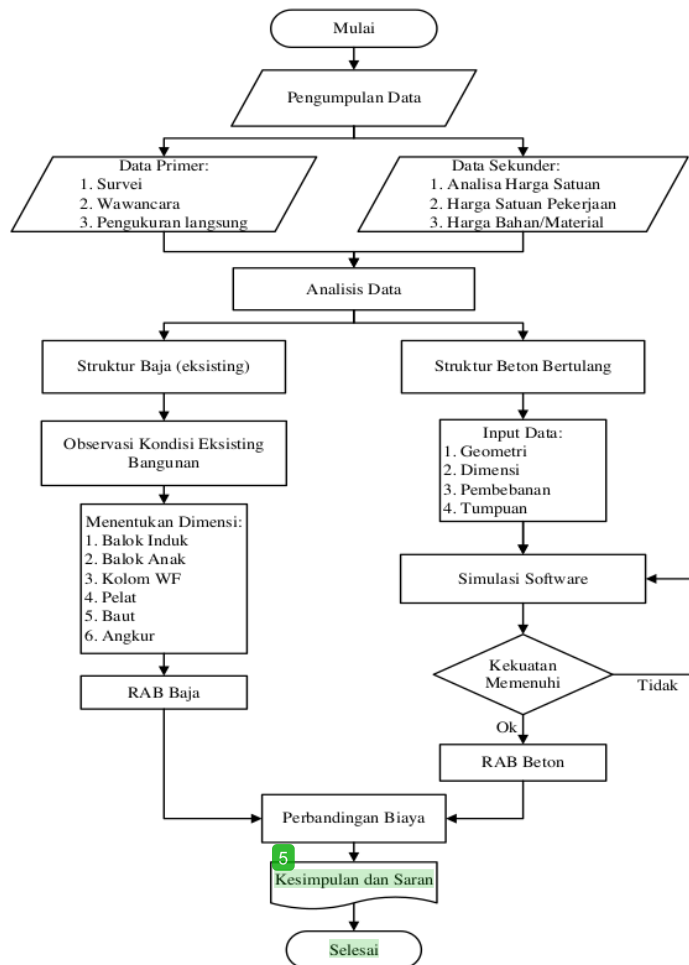 Mulai
Pengumpulan Data
Data Primer:
1. Survei
2. Wawancara
3. Pengukuran langsung
Data Sekunder:
1. Analisa Harga Satuan
2. Harga Satuan Pekerjaan
3. Harga Bahan/Material
Analisis Data
Struktur Baja (eksisting)
Struktur Beton Bertulang
Observasi Kondisi Eksisting
Bangunan
Input Data:
1. Geometri
2. Dimensi
3. Pembebanan
4. Tumpuan
Menentukan Dimensi:
1. Balok Induk
2. Balok Anak
3. Kolom WF
4. Pelat
5. Baut
6. Angkur
Simulasi Software
Kekuatan
Memenuhi
Tidak
Ok
RAB Baja
RAB Beton
Perbandingan Biaya
5
Kesimpulan dan Saran
Selesai